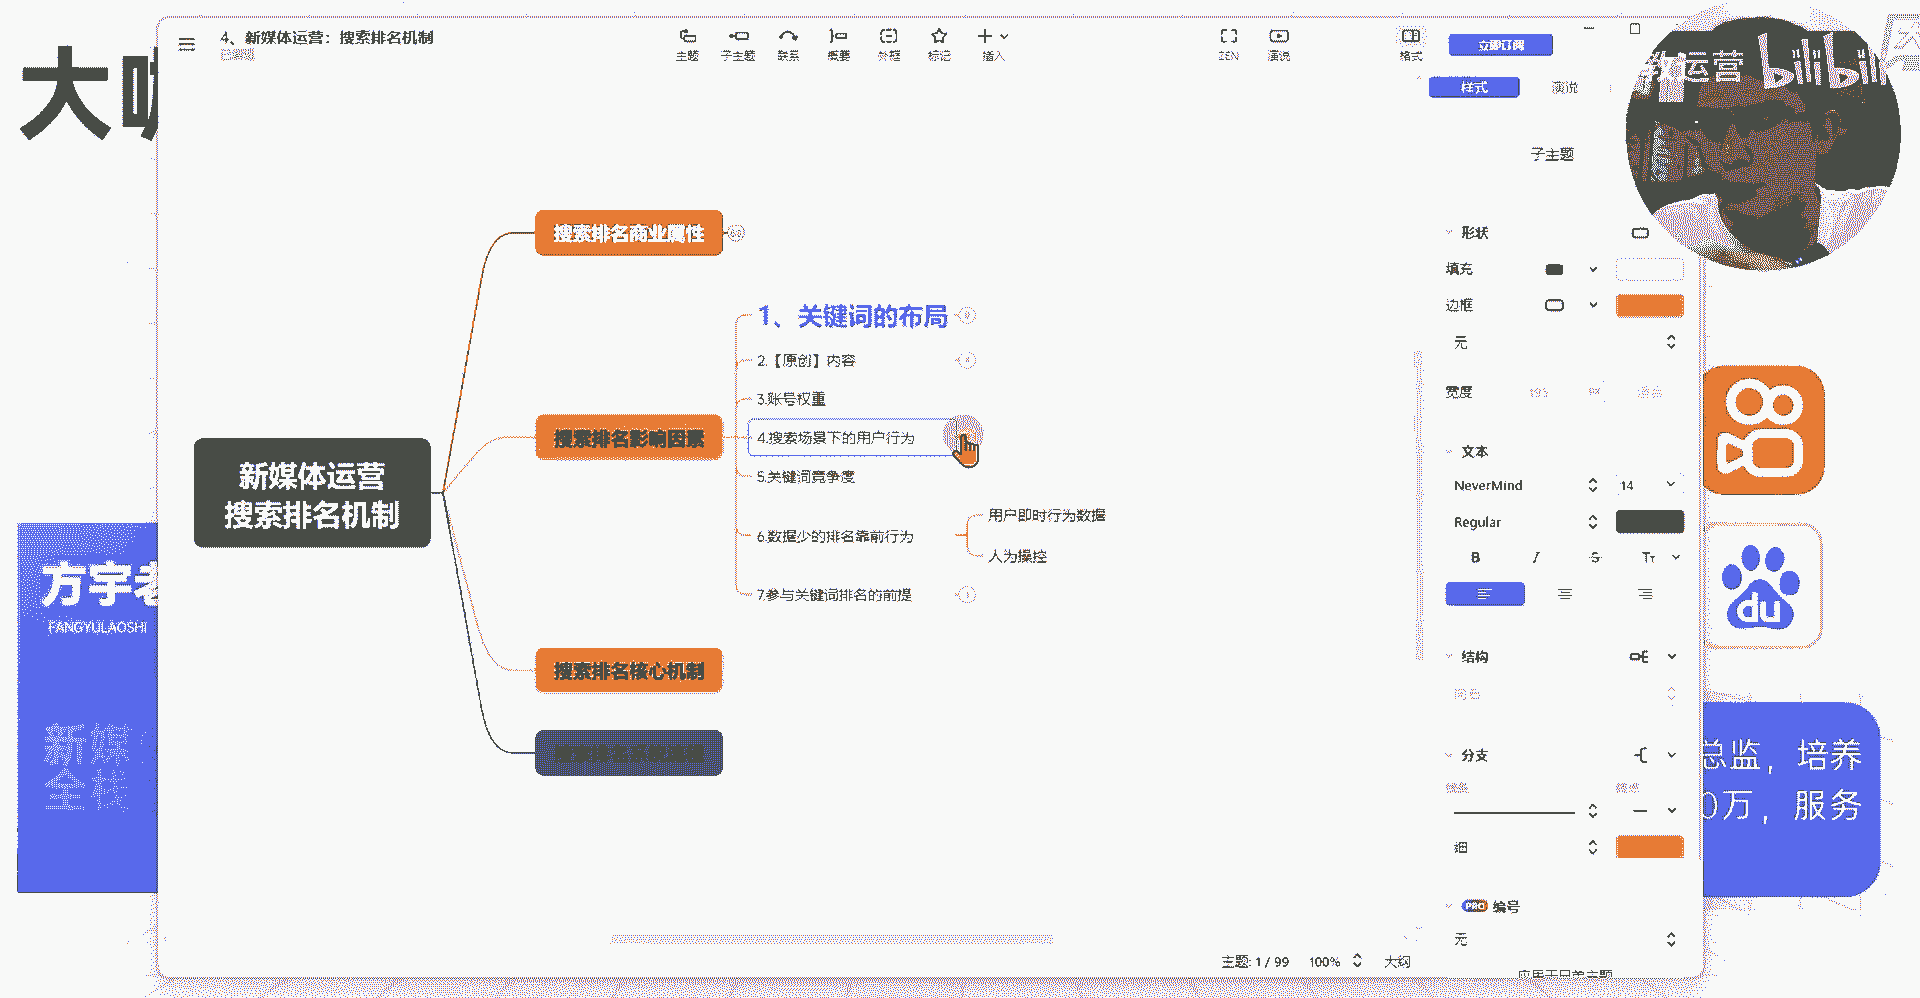 大
4、新媒体运营：搜索排名机制
已编辑
主题
子主题
联系
概要
外框
标记
插入
ZEN
演说
格式
立即订阅
样式
演说
教运营 bilibili
子主题
形状
填充
边框
无
宽度
文本
NeverMind
14
Regular
B I S Tт
结构
分支
细
PRO 编号
无
应用于兄弟主题
新媒体运营
搜索排名机制
搜索排名商业属性
搜索排名影响因素
1、关键词的布局
2.【原创】内容
3.账号权重
4.搜索场景下的用户行为
5.关键词竞争度
6.数据少的排名靠前行为
用户即时行为数据
人为操控
7.参与关键词排名的前提
搜索排名核心机制
主题: 1 / 99
100%
大纲
方宇老
FANGYULAOSHI
新媒
全栈
du
总监，培养
0万，服务